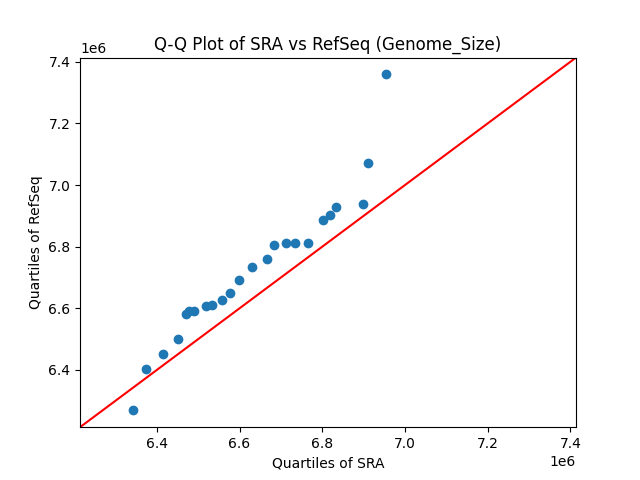 Q-Q Plot of SRA vs RefSeq (Genome_Size)
1e6
7.4
7.2
7.0
6.8
6.6
6.4
Quartiles of RefSeq
6.4 6.6 6.8 7.0 7.2 7.4
1e6
Quartiles of SRA